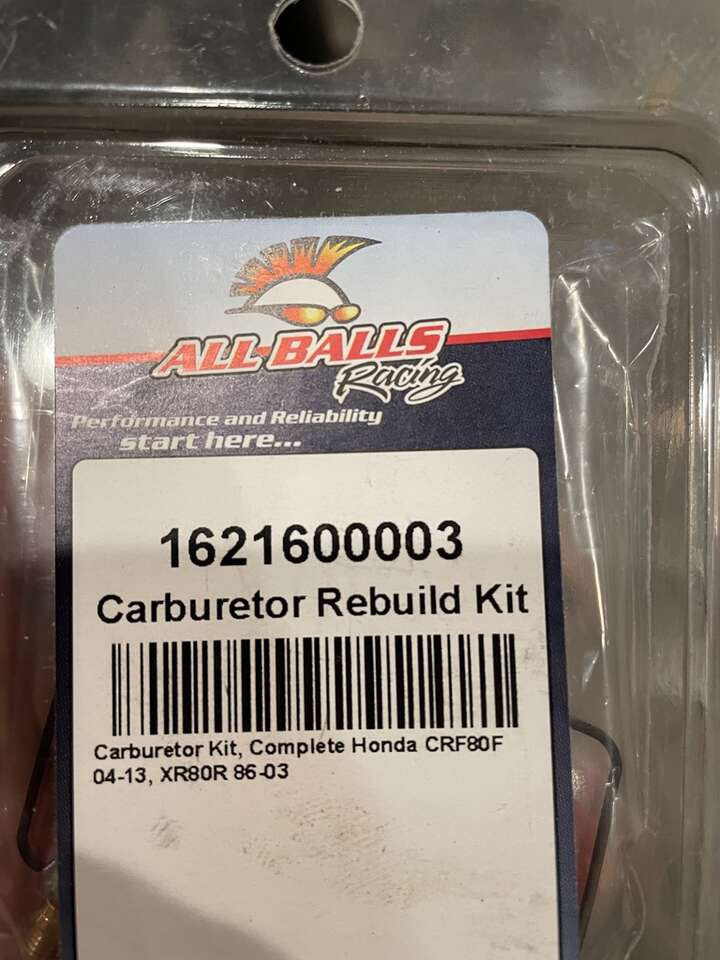 ALL-BALLS
Racing
Performance and Reliability
start here...
1621600003
Carburetor Rebuild Kit
Carburetor Kit, Complete Honda CRF80F
04-13, XR80R 86-03